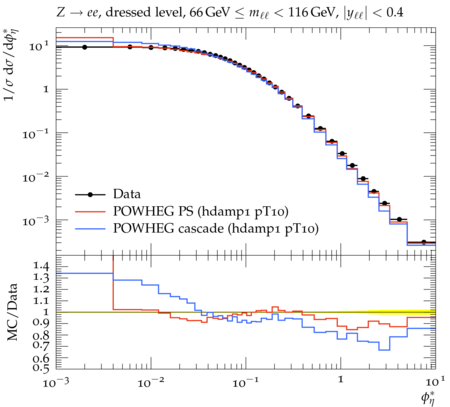 Z → ee, dressed level, 66 GeV ≤ mℓℓ < 116 GeV, |yℓℓ| < 0.4
1/σ dσ/dϕ*η
10¹
1
10⁻¹
10⁻²
10⁻³
Data
POWHEG PS (hdamp1 pT10)
POWHEG cascade (hdamp1 pT10)
MC/Data
1.4
1.3
1.2
1.1
1
0.9
0.8
0.7
0.6
0.5
10⁻³ 10⁻² 10⁻¹ 1 10¹
ϕ*η